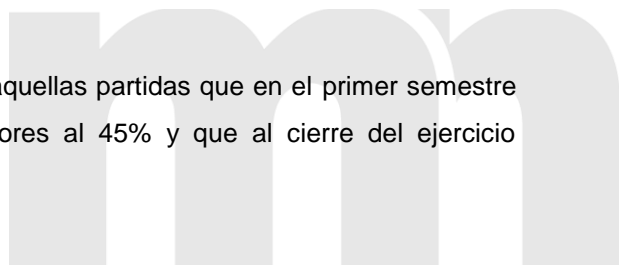 aquellas partidas que en el primer semestre
ores al 45% y que al cierre del ejercicio